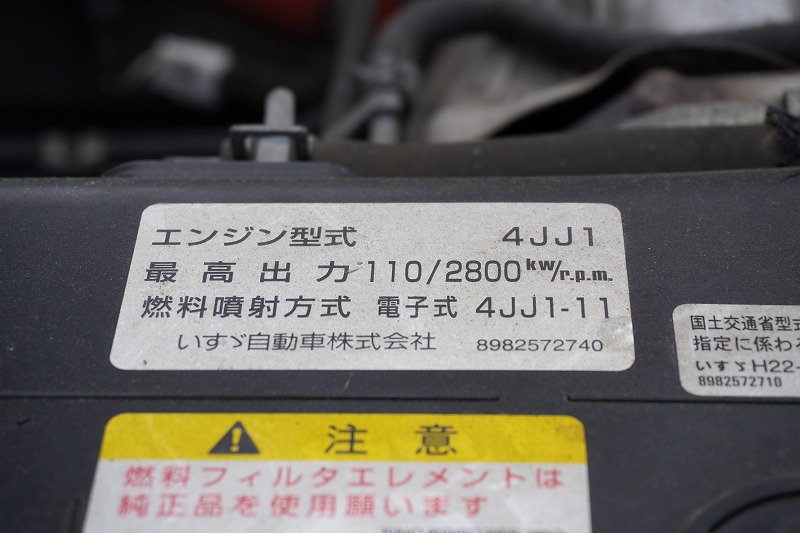 エンジン型式 4JJ1
最高出力 110/2800kw/r.p.m.
燃料噴射方式 電子式 4JJ1-11
いすゞ自動車株式会社 8982572740
国土交通省型式
指定に係わる
いすゞH22-
8982572710
注意
燃料フィルタエレメントは
純正品を使用願います